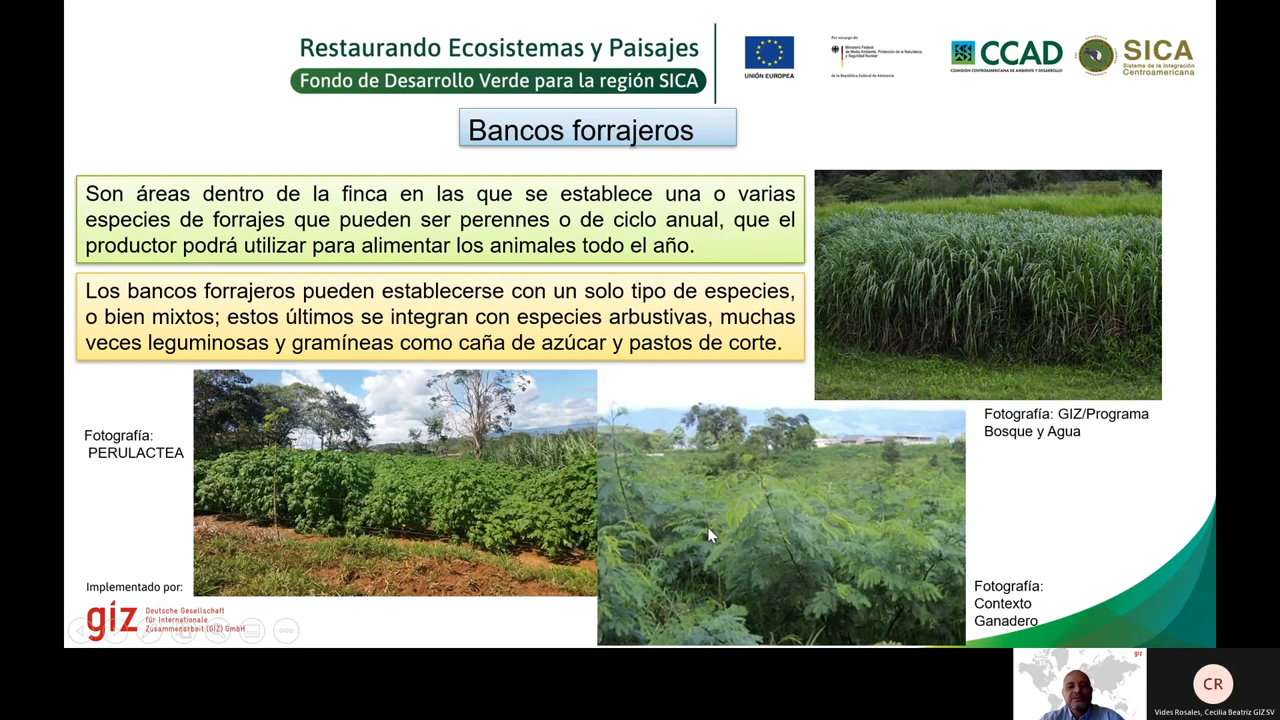 Restaurando Ecosistemas y Paisajes
Fondo de Desarrollo Verde para la región SICA
UNIÓN EUROPEA
Por encargo de:
Ministerio Federal
de Medio Ambiente, Protección de la Naturaleza,
y Seguridad Nuclear
de la República Federal de Alemania
CCAD
COMISIÓN CENTROAMERICANA DE AMBIENTE Y DESARROLLO
SICA
Sistema de la Integración
Centroamericana
Bancos forrajeros
Son áreas dentro de la finca en las que se establece una o varias
especies de forrajes que pueden ser perennes o de ciclo anual, que el
productor podrá utilizar para alimentar los animales todo el año.
Los bancos forrajeros pueden establecerse con un solo tipo de especies,
o bien mixtos; estos últimos se integran con especies arbustivas, muchas
veces leguminosas y gramíneas como caña de azúcar y pastos de corte.
Fotografía: GIZ/Programa
Bosque y Agua
Fotografía:
PERULACTEA
Fotografía:
Contexto
Ganadero
Implementado por:
giz
Deutsche Gesellschaft
für Internationale
Zusammenarbeit (GIZ) GmbH
giz
CR
Vides Rosales, Cecilia Beatriz GIZ SV